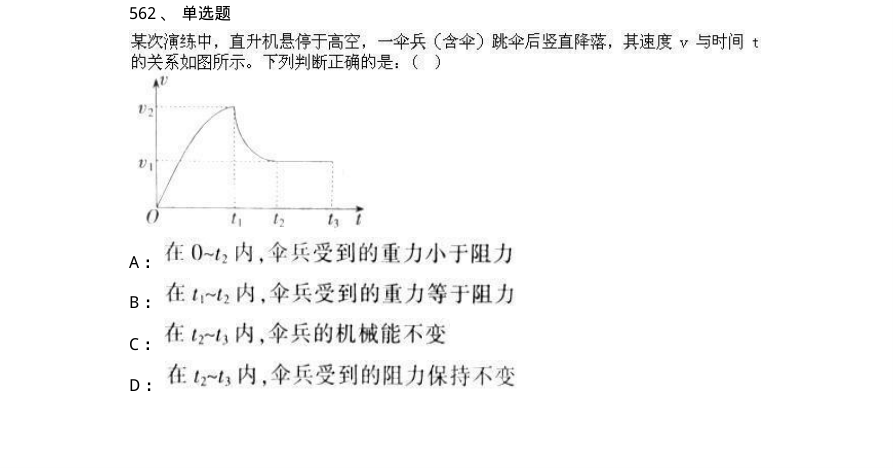 562、 单选题
某次演练中，直升机悬停于高空，一伞兵（含伞）跳伞后竖直降落，其速度 v 与时间 t
的关系如图所示。下列判断正确的是：（ ）
v
v₂
v₁
O t₁ t₂ t₃ t
A： 在 0~t₂ 内,伞兵受到的重力小于阻力
B： 在 t₁~t₂ 内,伞兵受到的重力等于阻力
C： 在 t₂~t₃ 内,伞兵的机械能不变
D： 在 t₂~t₃ 内,伞兵受到的阻力保持不变